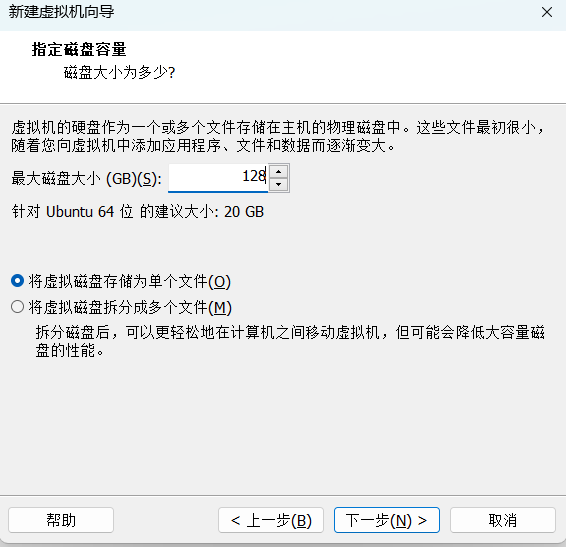 新建虚拟机向导
指定磁盘容量
磁盘大小为多少?
虚拟机的硬盘作为一个或多个文件存储在主机的物理磁盘中。这些文件最初很小，
随着您向虚拟机中添加应用程序、文件和数据而逐渐变大。
最大磁盘大小 (GB)(S): 128
针对 Ubuntu 64 位 的建议大小: 20 GB
将虚拟磁盘存储为单个文件(O)
将虚拟磁盘拆分成多个文件(M)
拆分磁盘后，可以更轻松地在计算机之间移动虚拟机，但可能会降低大容量磁
盘的性能。
帮助 < 上一步(B) 下一步(N) > 取消